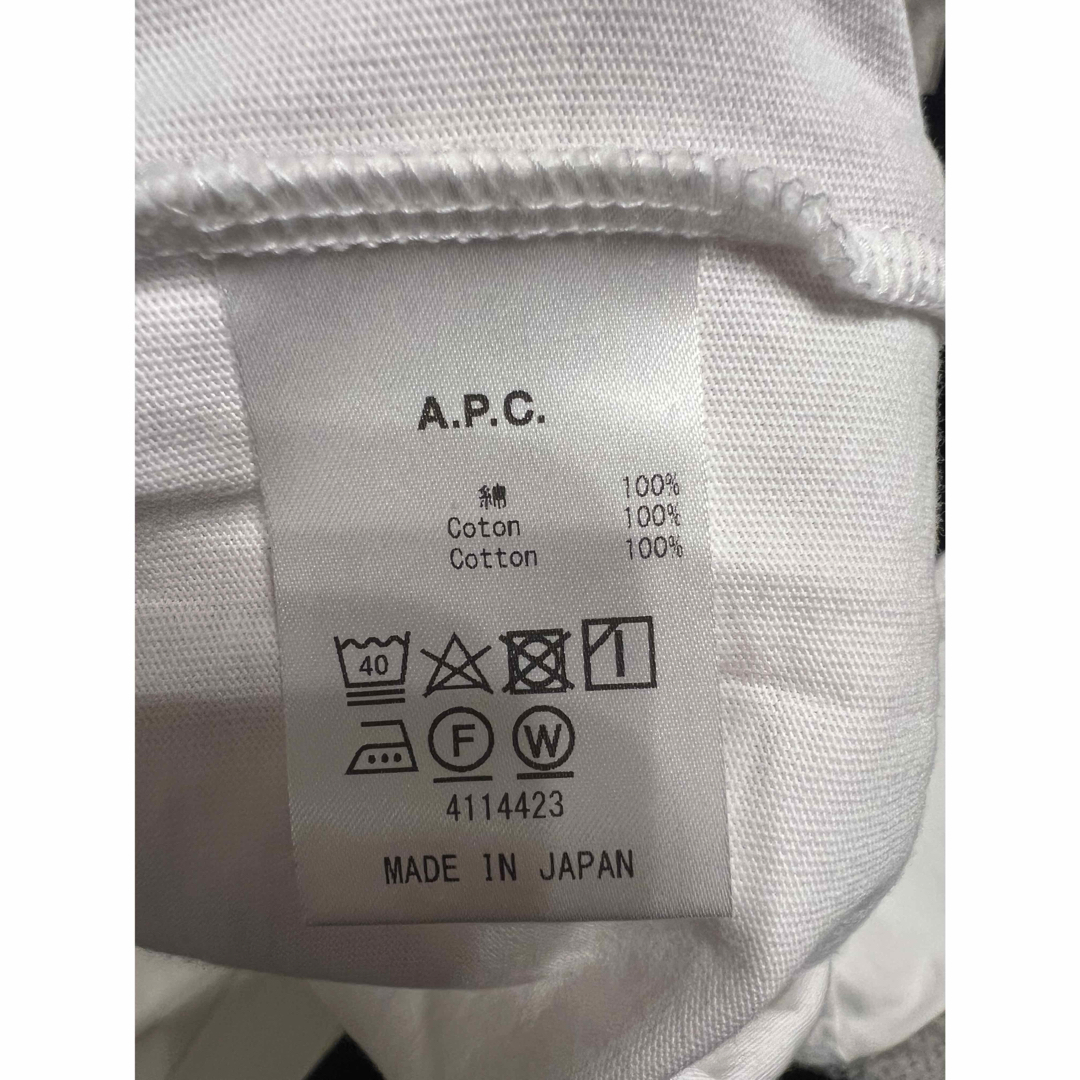 A.P.C.
綿 100%
Coton 100%
Cotton 100%
40
F W
4114423
MADE IN JAPAN